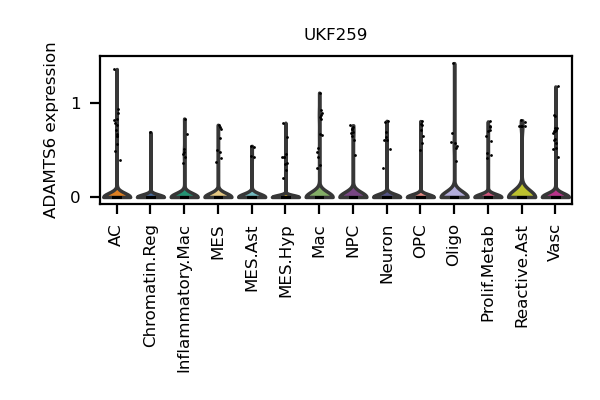 UKF259
ADAMTS6 expression
1
0
AC
Chromatin.Reg
Inflammatory.Mac
MES
MES.Ast
MES.Hyp
Mac
NPC
Neuron
OPC
Oligo
Prolif.Metab
Reactive.Ast
Vasc